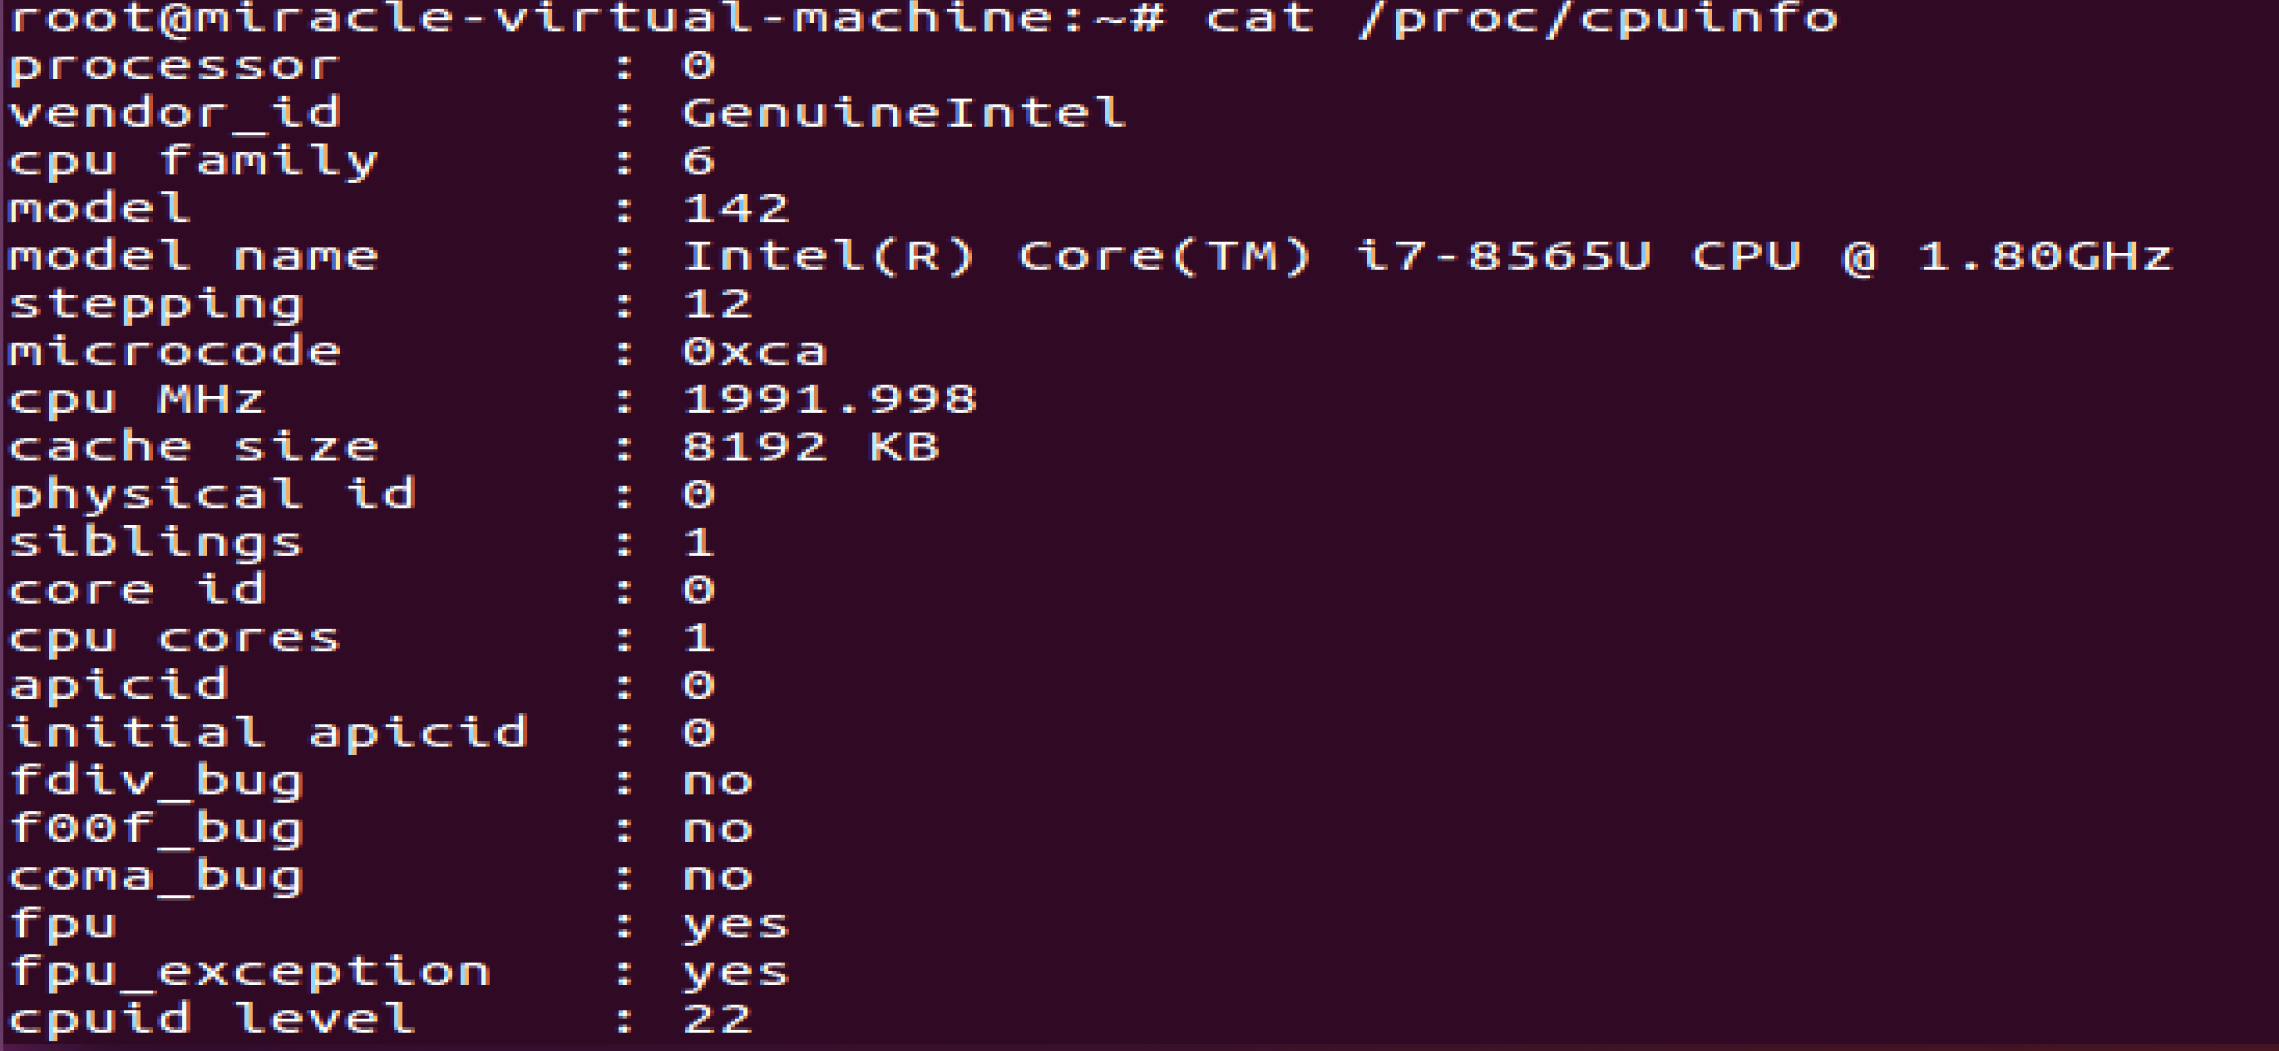 root@miracle-virtual-machine:~# cat /proc/cpuinfo
processor : 0
vendor_id : GenuineIntel
cpu family : 6
model : 142
model name : Intel(R) Core(TM) i7-8565U CPU @ 1.80GHz
stepping : 12
microcode : 0xca
cpu MHz : 1991.998
cache size : 8192 KB
physical id : 0
siblings : 1
core id : 0
cpu cores : 1
apicid : 0
initial apicid : 0
fdiv_bug : no
f00f_bug : no
coma_bug : no
fpu : yes
fpu_exception : yes
cpuid level : 22